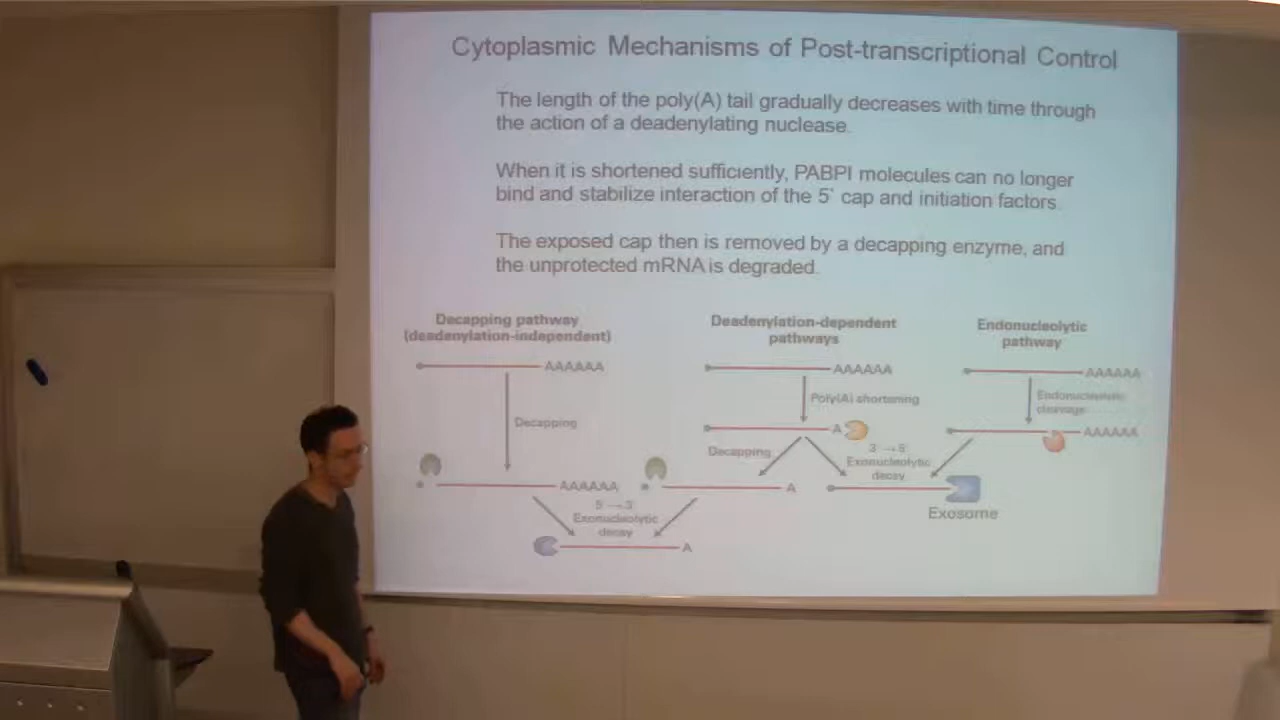 Cytoplasmic Mechanisms of Post-transcriptional Control
The length of the poly(A) tail gradually decreases with time through
the action of a deadenylating nuclease.
When it is shortened sufficiently, PABPI molecules can no longer
bind and stabilize interaction of the 5` cap and initiation factors.
The exposed cap then is removed by a decapping enzyme, and
the unprotected mRNA is degraded.
Decapping pathway
(deadenylation-independent)
AAAAAA
Decapping
AAAAAA
Deadenylation-dependent
pathways
AAAAAA
Poly(A) shortening
A
Decapping
3 → 5
Exonucleolytic
decay
A
5 → 3
Exonucleolytic
decay
A
Endonucleolytic
pathway
AAAAAA
Endonucleolytic
cleavage
AAAAAA
Exosome